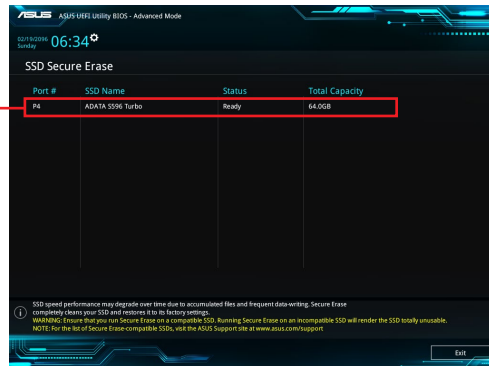 ASUS ASUS UEFI Utility BIOS - Advanced Mode
02/19/2096
Sunday 06:34
SSD Secure Erase
Port # SSD Name Status Total Capacity
P4 ADATA S596 Turbo Ready 64.0GB
SSD speed performance may degrade over time due to accumulated files and frequent data-writing. Secure Erase
completely cleans your SSD and restores it to its factory settings.
WARNING: Ensure that you run Secure Erase on a compatible SSD. Running Secure Erase on an incompatible SSD will render the SSD totally unusable.
NOTE: For the list of Secure Erase-compatible SSDs, visit the ASUS Support site at www.asus.com/support
Exit